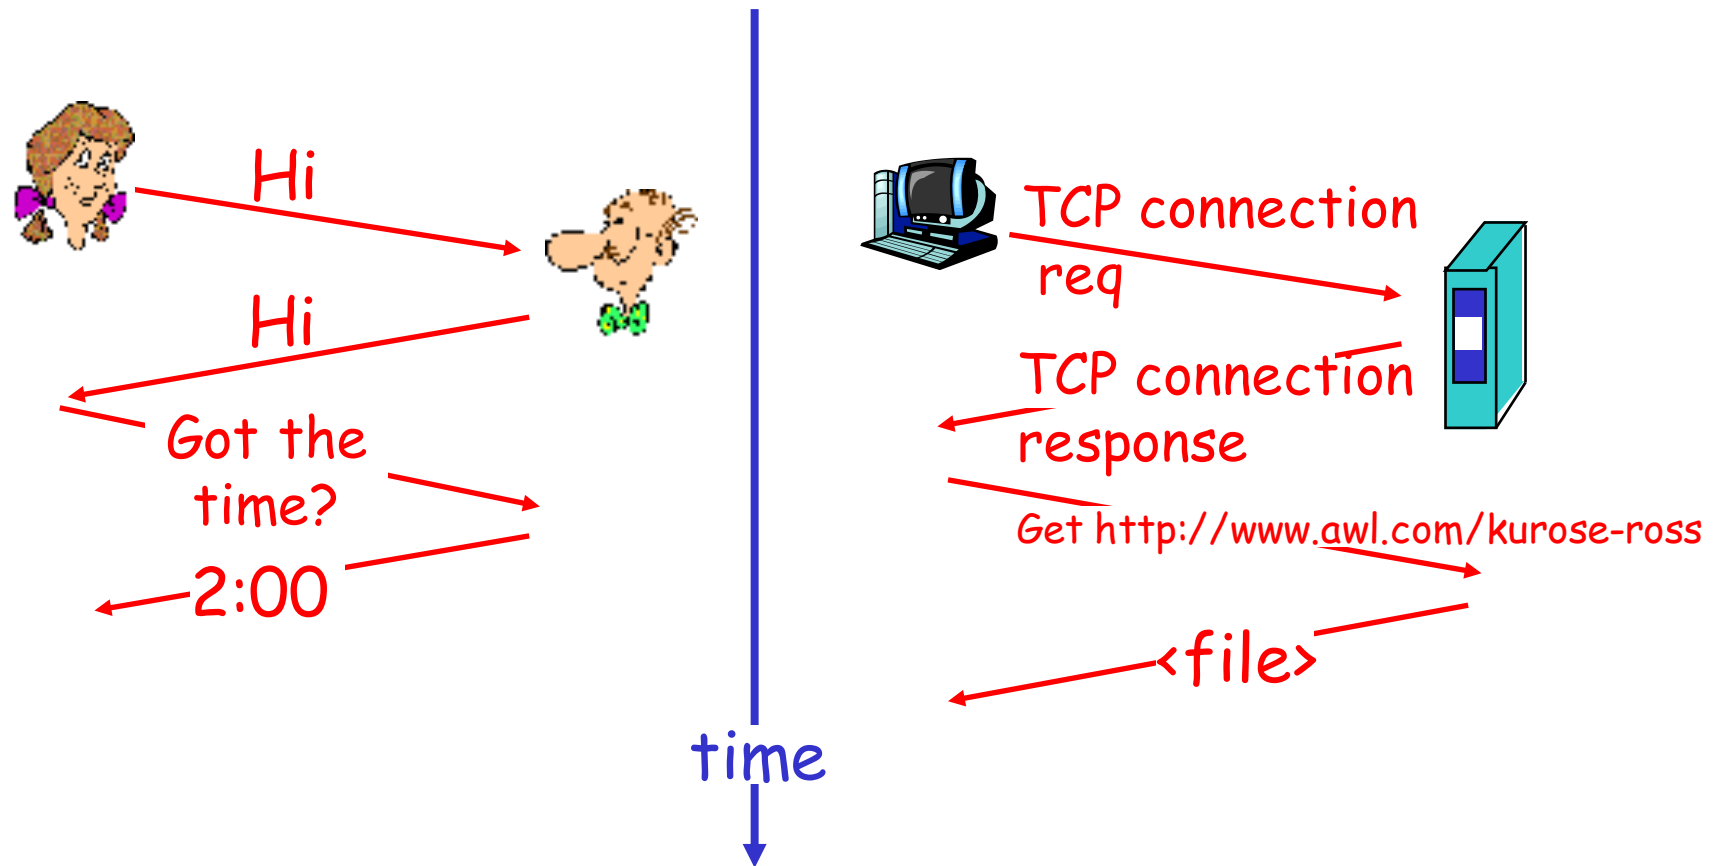 Hi
Hi
Got the
time?
2:00
time
TCP connection
req
TCP connection
response
Get http://www.awl.com/kurose-ross
<file>